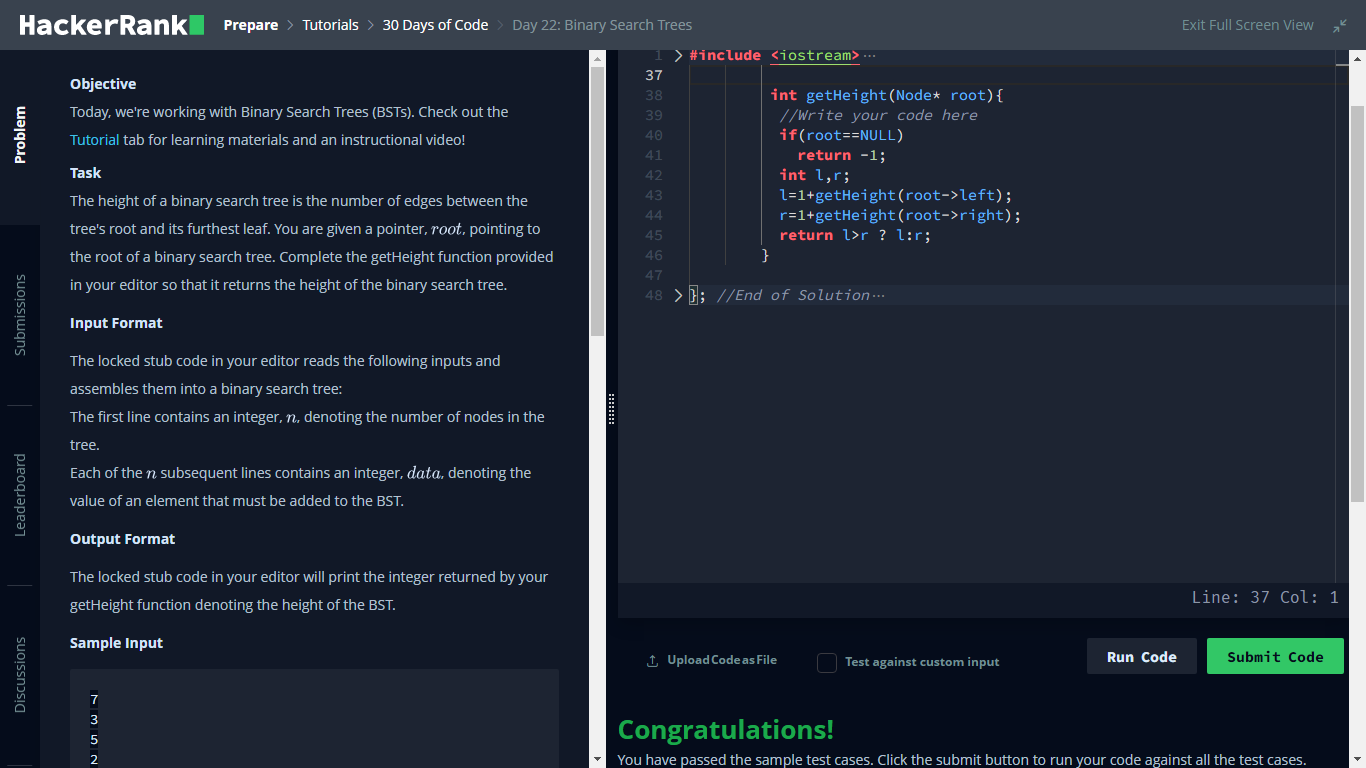 HackerRank Prepare > Tutorials > 30 Days of Code > Day 22: Binary Search Trees Exit Full Screen View
Problem
Submissions
Leaderboard
Discussions
Objective
Today, we're working with Binary Search Trees (BSTs). Check out the
Tutorial tab for learning materials and an instructional video!
Task
The height of a binary search tree is the number of edges between the
tree's root and its furthest leaf. You are given a pointer, root, pointing to
the root of a binary search tree. Complete the getHeight function provided
in your editor so that it returns the height of the binary search tree.
Input Format
The locked stub code in your editor reads the following inputs and
assembles them into a binary search tree:
The first line contains an integer, n, denoting the number of nodes in the
tree.
Each of the n subsequent lines contains an integer, data, denoting the
value of an element that must be added to the BST.
Output Format
The locked stub code in your editor will print the integer returned by your
getHeight function denoting the height of the BST.
Sample Input
7
3
5
2
1 > #include <iostream>⋯
37
38 int getHeight(Node* root){
39 //Write your code here
40 if(root==NULL)
41 return -1;
42 int l,r;
43 l=1+getHeight(root->left);
44 r=1+getHeight(root->right);
45 return l>r ? l:r;
46 }
47
48 > }; //End of Solution⋯
Line: 37 Col: 1
Upload Code as File Test against custom input Run Code Submit Code
Congratulations!
You have passed the sample test cases. Click the submit button to run your code against all the test cases.